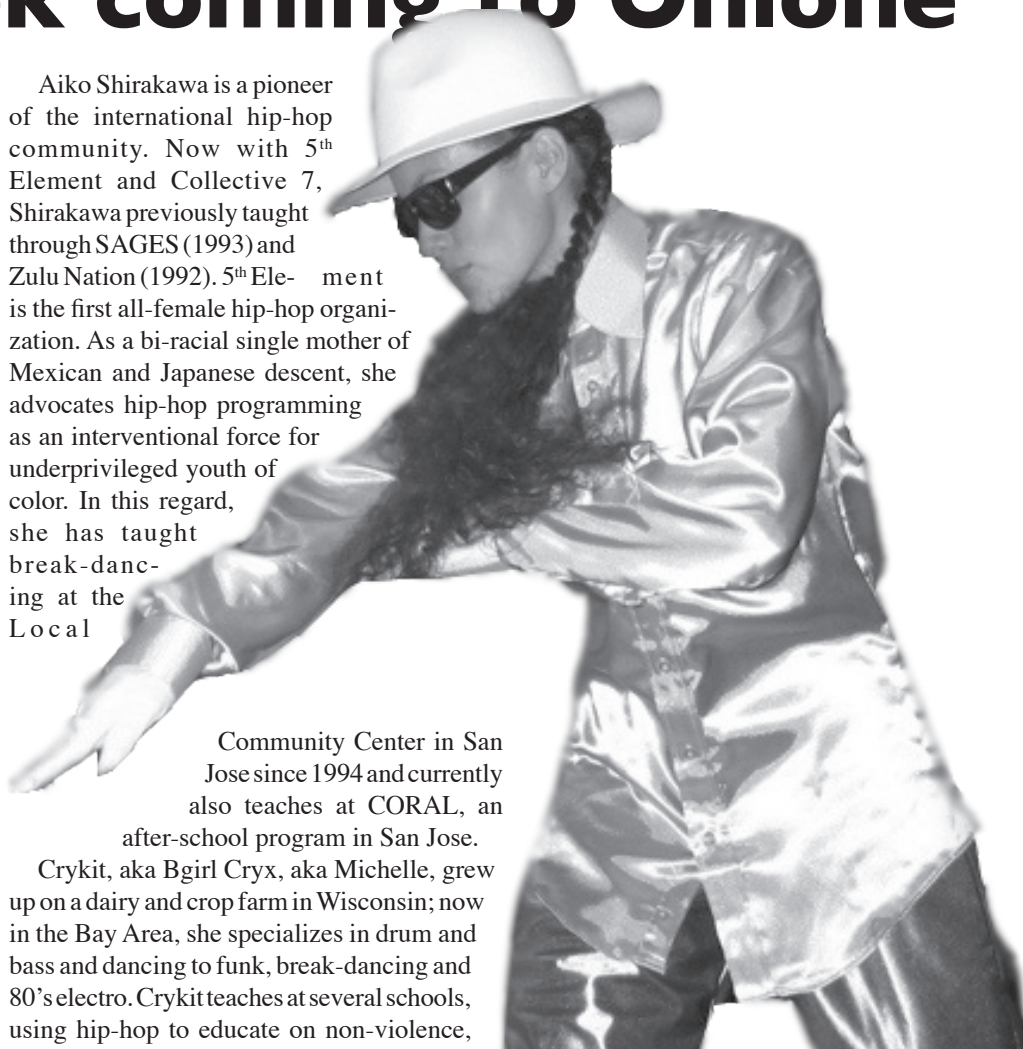 k coming to Ohlone
Aiko Shirakawa is a pioneer
of the international hip-hop
community. Now with 5th
Element and Collective 7,
Shirakawa previously taught
through SAGES (1993) and
Zulu Nation (1992). 5th Ele- ment
is the first all-female hip-hop organi-
zation. As a bi-racial single mother of
Mexican and Japanese descent, she
advocates hip-hop programming
as an interventional force for
underprivileged youth of
color. In this regard,
she has taught
break-danc-
ing at the
Local
Community Center in San
Jose since 1994 and currently
also teaches at CORAL, an
after-school program in San Jose.
Crykit, aka Bgirl Cryx, aka Michelle, grew
up on a dairy and crop farm in Wisconsin; now
in the Bay Area, she specializes in drum and
bass and dancing to funk, break-dancing and
80's electro. Crykit teaches at several schools,
using hip-hop to educate on non-violence,